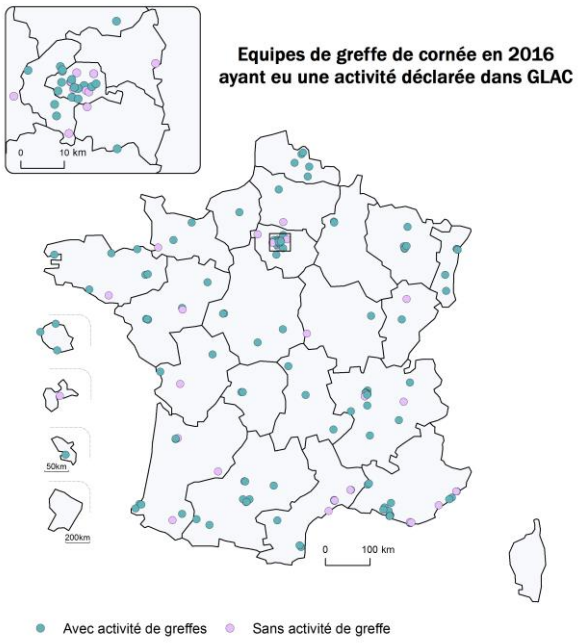 Equipes de greffe de cornée en 2016
ayant eu une activité déclarée dans GLAC
0 10 km
50km
200km
0 100 km
Avec activité de greffes Sans activité de greffe